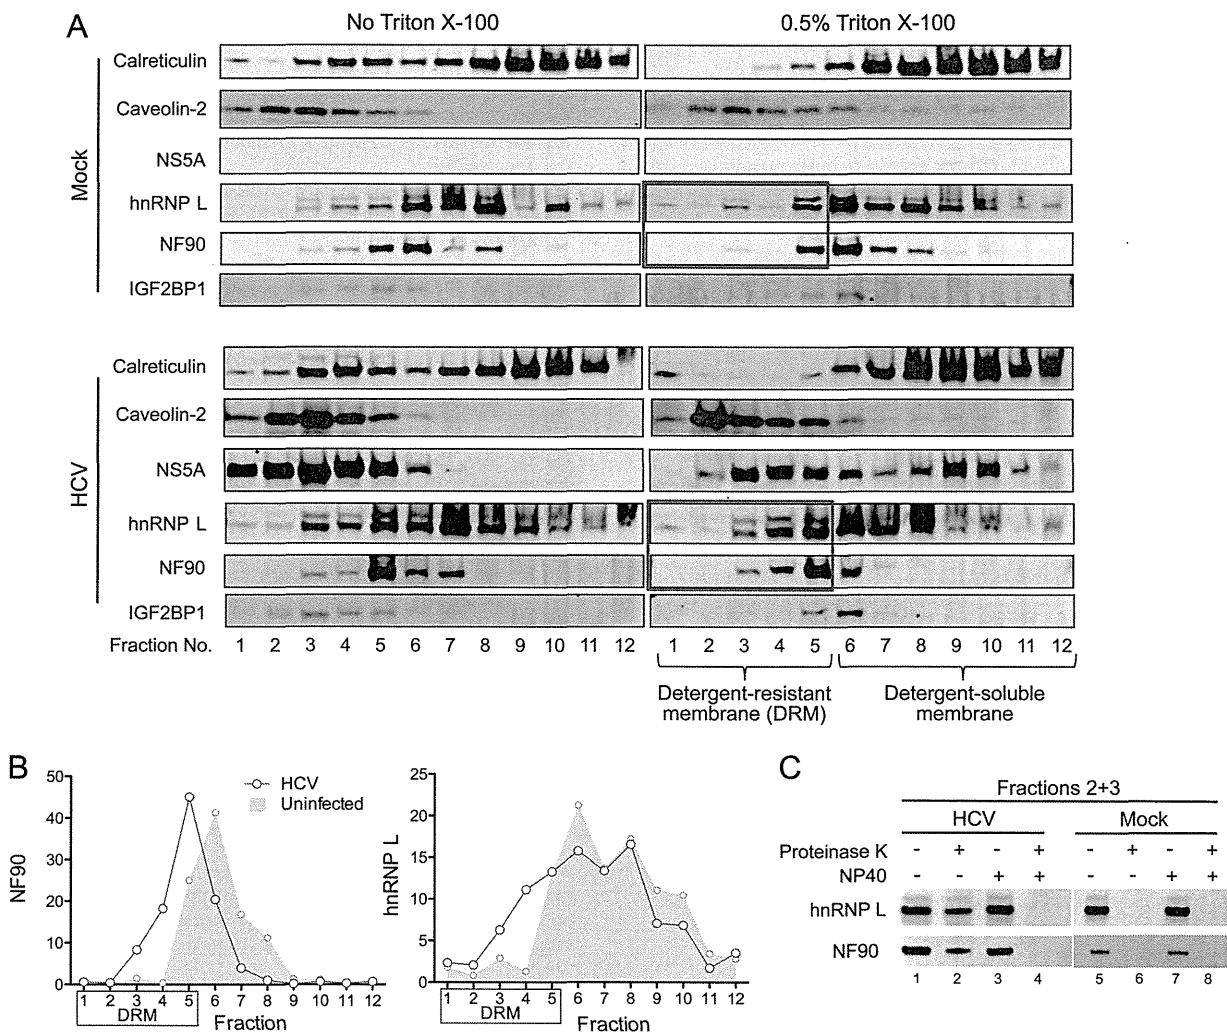 A
No Triton X-100
0.5% Triton X-100
Mock
Calreticulin
Caveolin-2
NS5A
hnRNP L
NF90
IGF2BP1
HCV
Calreticulin
Caveolin-2
NS5A
hnRNP L
NF90
IGF2BP1
Fraction No. 1 2 3 4 5 6 7 8 9 10 11 12 1 2 3 4 5 6 7 8 9 10 11 12
Detergent-resistant
membrane (DRM)
Detergent-soluble
membrane
B
NF90
50
40
30
20
10
0
HCV
Uninfected
1 2 3 4 5 6 7 8 9 10 11 12
DRM
Fraction
hnRNP L
25
20
15
10
5
0
1 2 3 4 5 6 7 8 9 10 11 12
DRM
Fraction
C
Fractions 2+3
HCV Mock
Proteinase K - + - + - + - +
NP40 - - + + - - + +
hnRNP L
NF90
1 2 3 4 5 6 7 8